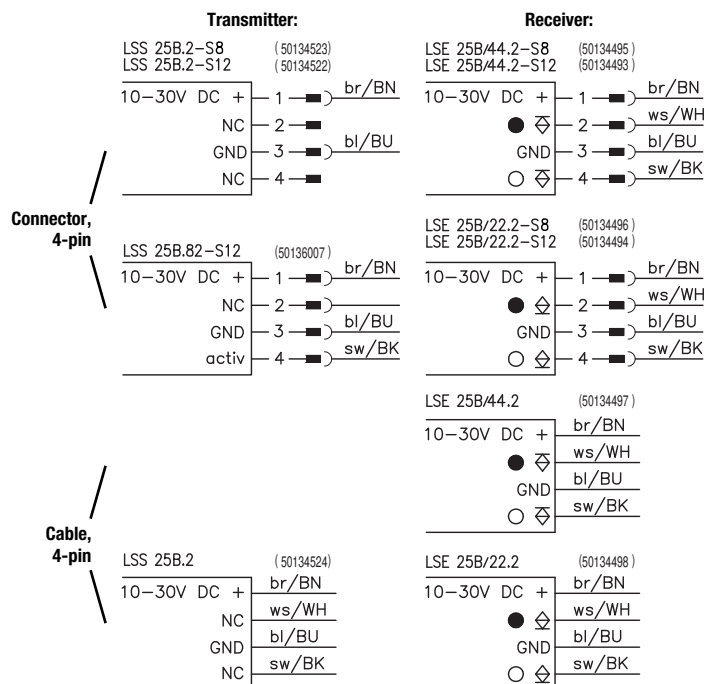 Transmitter:
LSS 25B.2-S8 (50134523)
LSS 25B.2-S12 (50134522)
10-30V DC + 1 br/BN
NC 2
GND 3 bl/BU
NC 4
Receiver:
LSE 25B/44.2-S8 (50134495)
LSE 25B/44.2-S12 (50134493)
10-30V DC + 1 br/BN
2 ws/WH
GND 3 bl/BU
4 sw/BK
Connector,
4-pin
LSS 25B.82-S12 (50136007)
10-30V DC + 1 br/BN
NC 2
GND 3 bl/BU
activ 4 sw/BK
LSE 25B/22.2-S8 (50134496)
LSE 25B/22.2-S12 (50134494)
10-30V DC + 1 br/BN
2 ws/WH
GND 3 bl/BU
4 sw/BK
LSE 25B/44.2 (50134497)
10-30V DC + br/BN
ws/WH
GND bl/BU
sw/BK
Cable,
4-pin
LSS 25B.2 (50134524)
10-30V DC + br/BN
NC ws/WH
GND bl/BU
NC sw/BK
LSE 25B/22.2 (50134498)
10-30V DC + br/BN
ws/WH
GND bl/BU
sw/BK